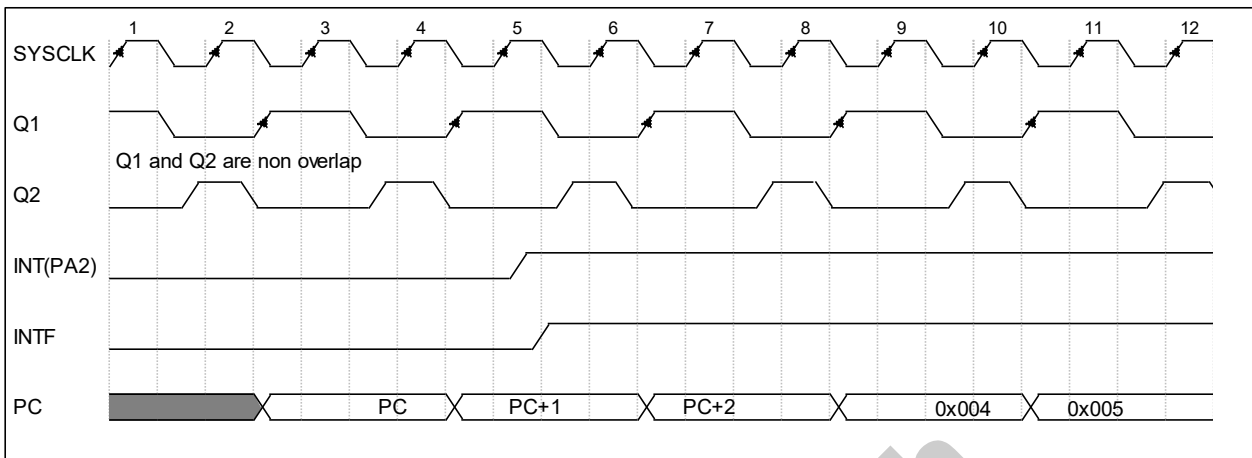 1 2 3 4 5 6 7 8 9 10 11 12
SYSCLK
Q1
Q1 and Q2 are non overlap
Q2
INT(PA2)
INTF
PC PC PC+1 PC+2 0x004 0x005